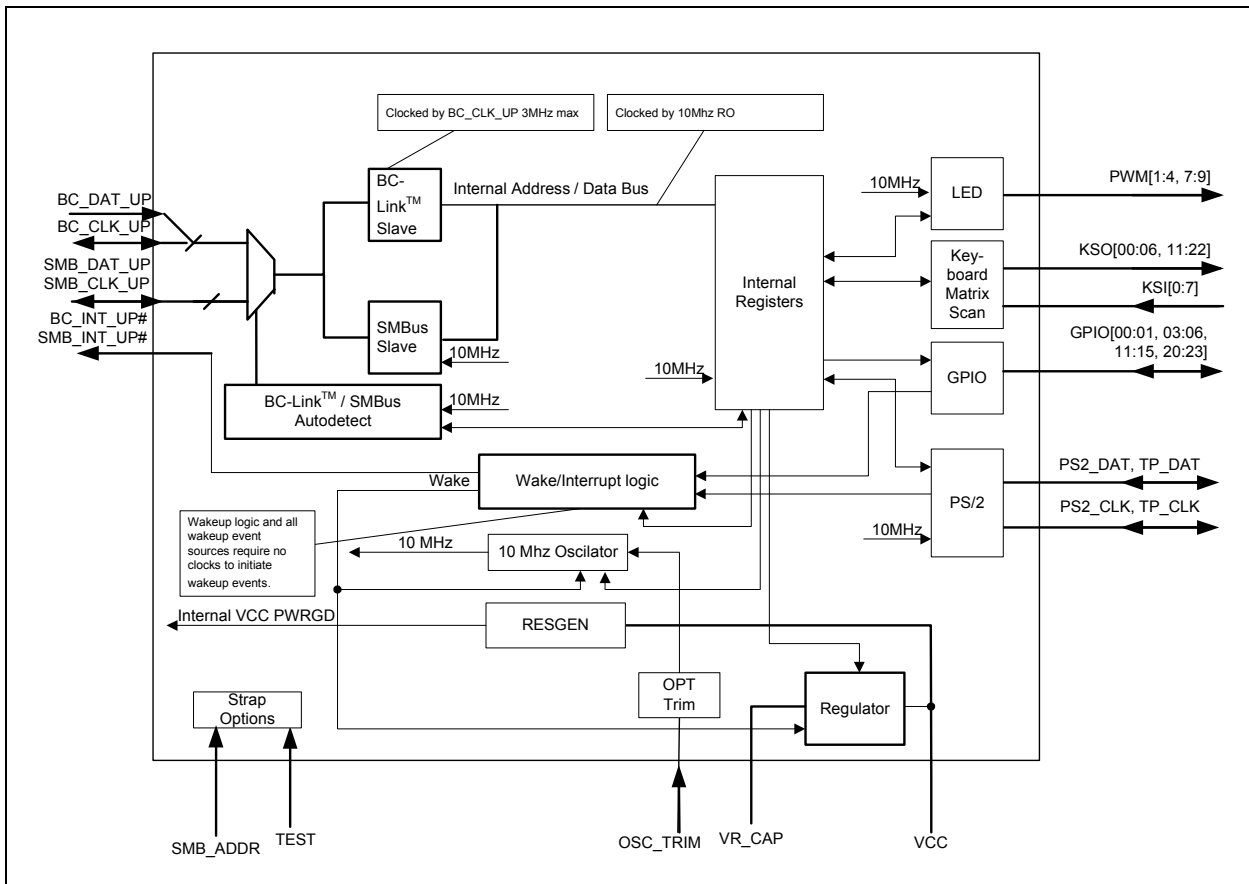 Clocked by BC_CLK_UP 3MHz max
Clocked by 10Mhz RO
BC_DAT_UP
BC_CLK_UP
SMB_DAT_UP
SMB_CLK_UP
BC_INT_UP#
SMB_INT_UP#
BC-
Link™
Slave
Internal Address / Data Bus
SMBus
Slave
10MHz
BC-Link™ / SMBus
Autodetect
10MHz
Internal
Registers
10MHz
10MHz
LED
PWM[1:4, 7:9]
Key-
board
Matrix
Scan
KSO[00:06, 11:22]
KSI[0:7]
GPIO
GPIO[00:01, 03:06,
11:15, 20:23]
PS/2
10MHz
PS2_DAT, TP_DAT
PS2_CLK, TP_CLK
Wake
Wake/Interrupt logic
Wakeup logic and all
wakeup event
sources require no
clocks to initiate
wakeup events.
10 MHz
10 Mhz Oscilator
Internal VCC PWRGD
RESGEN
OPT
Trim
Regulator
Strap
Options
SMB_ADDR
TEST
OSC_TRIM
VR_CAP
VCC